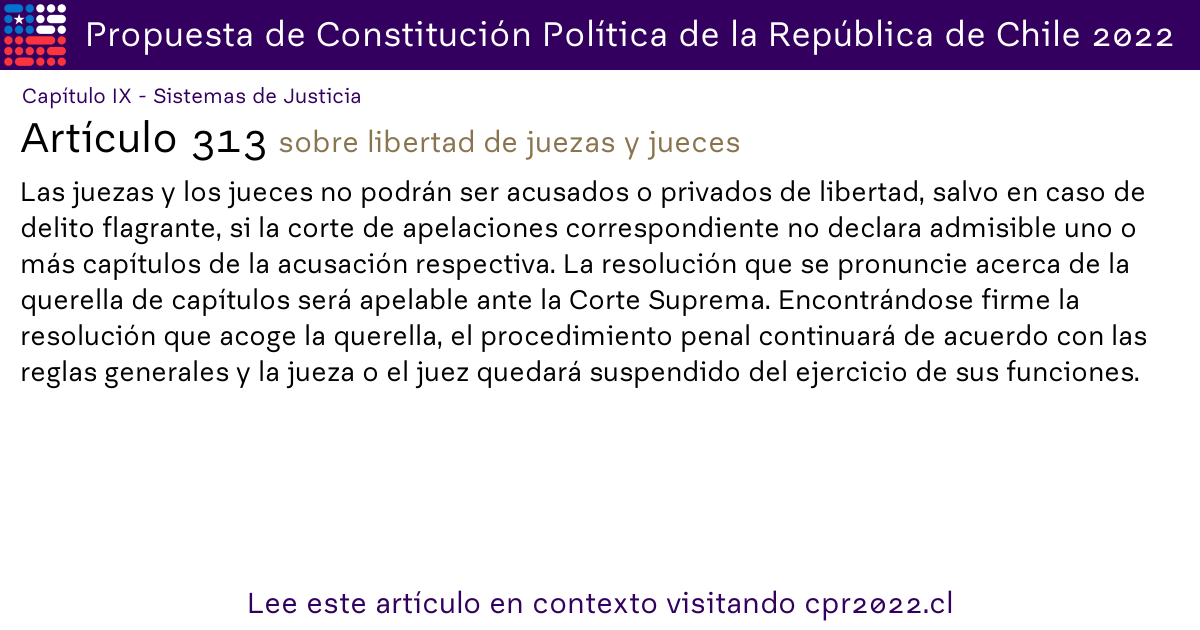 Propuesta de Constitución Política de la República de Chile 2022
Capítulo IX - Sistemas de Justicia
Artículo 313 sobre libertad de juezas y jueces
Las juezas y los jueces no podrán ser acusados o privados de libertad, salvo en caso de
delito flagrante, si la corte de apelaciones correspondiente no declara admisible uno o
más capítulos de la acusación respectiva. La resolución que se pronuncie acerca de la
querella de capítulos será apelable ante la Corte Suprema. Encontrándose firme la
resolución que acoge la querella, el procedimiento penal continuará de acuerdo con las
reglas generales y la jueza o el juez quedará suspendido del ejercicio de sus funciones.
Lee este artículo en contexto visitando cpr2022.cl